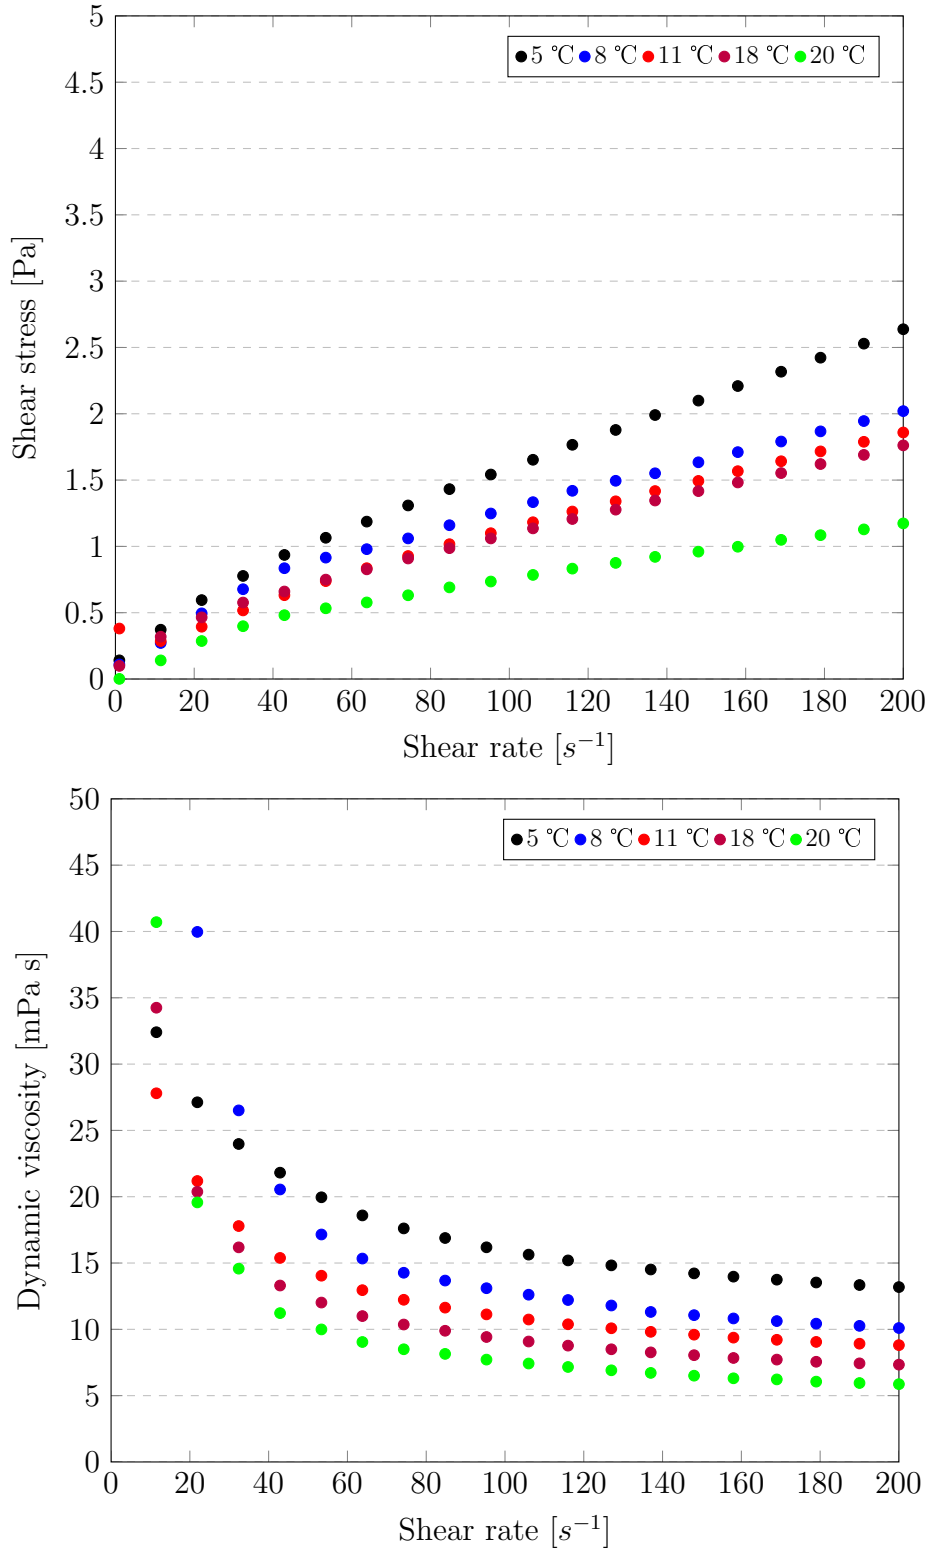 5
4.5
4
3.5
3
2.5
2
1.5
1
0.5
0
Shear stress [Pa]
5 ℃ 8 ℃ 11 ℃ 18 ℃ 20 ℃
0 20 40 60 80 100 120 140 160 180 200
Shear rate [s⁻¹]
50
45
40
35
30
25
20
15
10
5
0
Dynamic viscosity [mPa s]
5 ℃ 8 ℃ 11 ℃ 18 ℃ 20 ℃
0 20 40 60 80 100 120 140 160 180 200
Shear rate [s⁻¹]